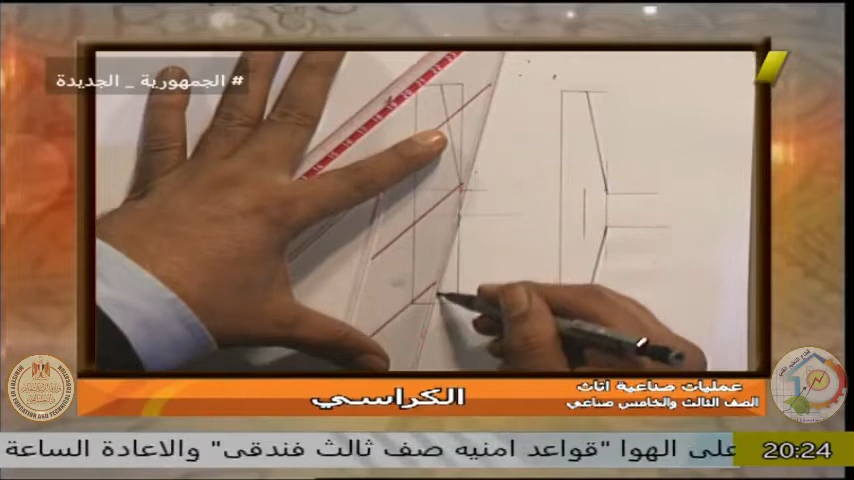 # الجمهورية _ الجديدة
عمليات صناعية اثاث
الصف الثالث والخامس صناعي
الكراسي
على الهوا "قواعد امنيه صف ثالث فندقى" والاعادة الساعة
20:24